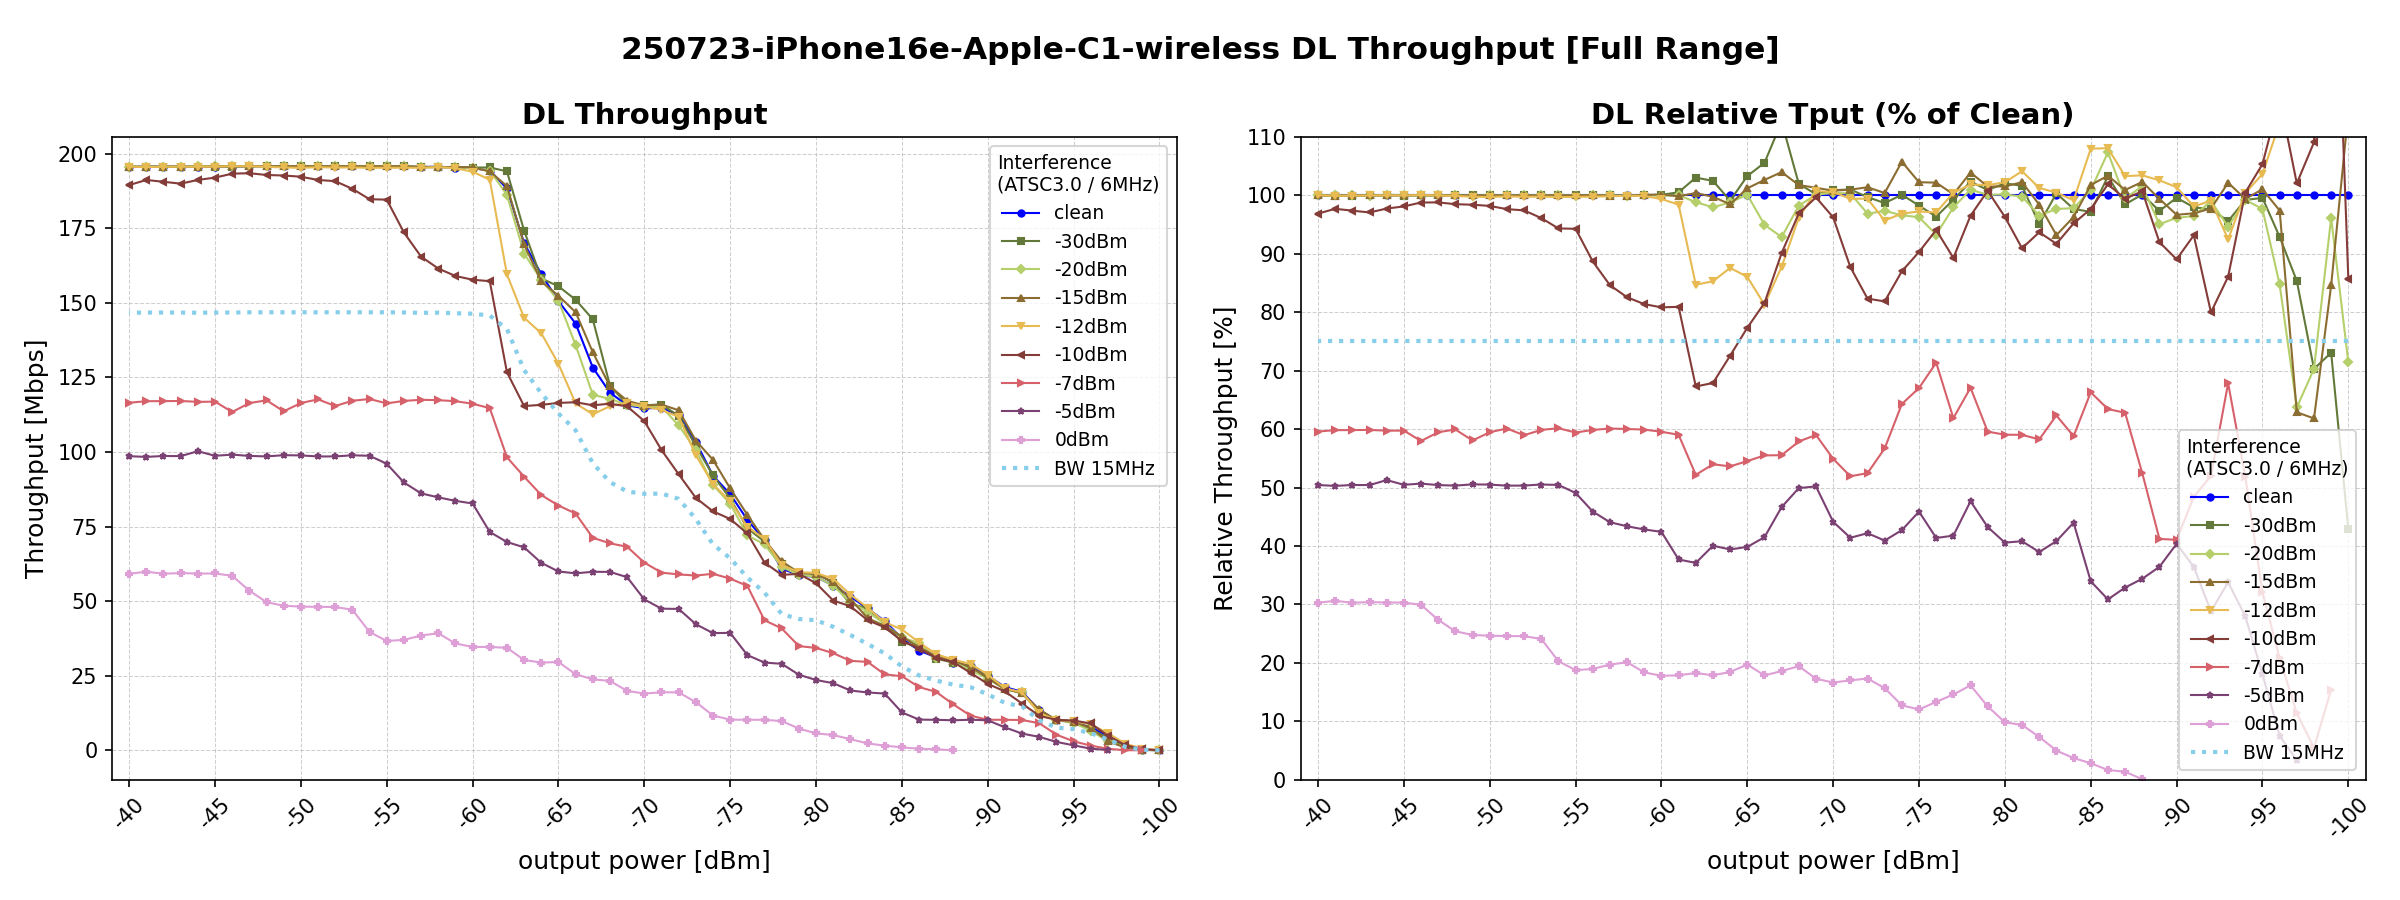 250723-iPhone16e-Apple-C1-wireless DL Throughput [Full Range]
DL Throughput
Throughput [Mbps]
200
175
150
125
100
75
50
25
0
-40
-45
-50
-55
-60
-65
-70
-75
-80
-85
-90
-95
-100
output power [dBm]
Interference
(ATSC3.0 / 6MHz)
clean
-30dBm
-20dBm
-15dBm
-12dBm
-10dBm
-7dBm
-5dBm
0dBm
BW 15MHz
DL Relative Tput (% of Clean)
Relative Throughput [%]
110
100
90
80
70
60
50
40
30
20
10
0
-40
-45
-50
-55
-60
-65
-70
-75
-80
-85
-90
-95
-100
output power [dBm]
Interference
(ATSC3.0 / 6MHz)
clean
-30dBm
-20dBm
-15dBm
-12dBm
-10dBm
-7dBm
-5dBm
0dBm
BW 15MHz